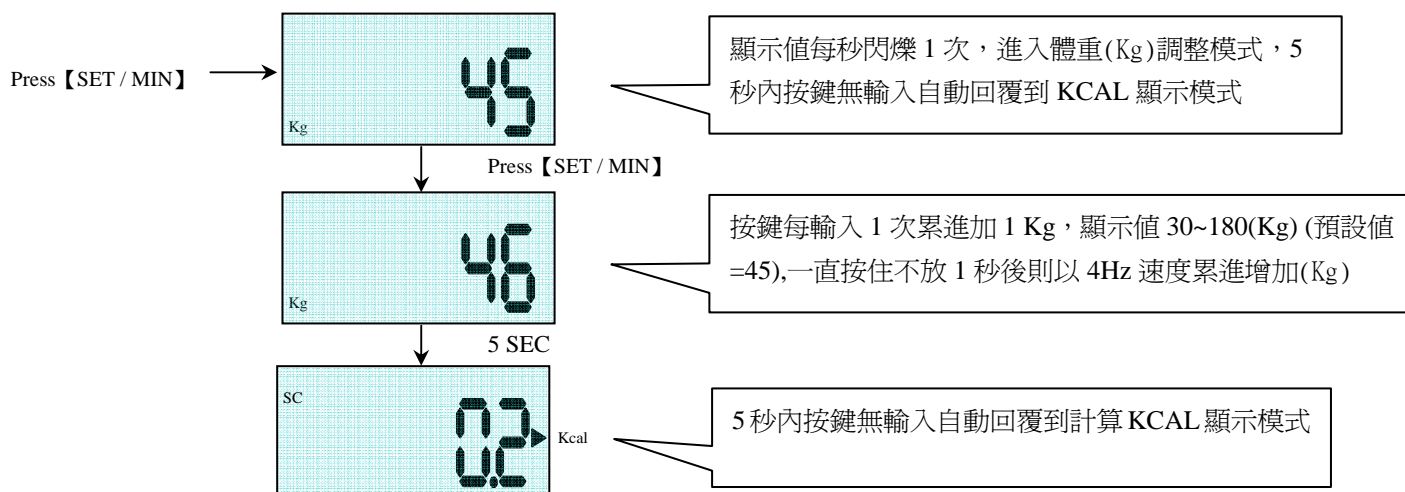 Press【SET / MIN】
45
Kg
顯示值每秒閃爍 1 次，進入體重(Kg)調整模式，5
秒內按鍵無輸入自動回覆到 KCAL 顯示模式
Press【SET / MIN】
46
Kg
按鍵每輸入 1 次累進加 1 Kg，顯示值 30~180(Kg) (預設值
=45),一直按住不放 1 秒後則以 4Hz 速度累進增加(Kg)
5 SEC
SC
0.2
Kcal
5 秒內按鍵無輸入自動回覆到計算 KCAL 顯示模式